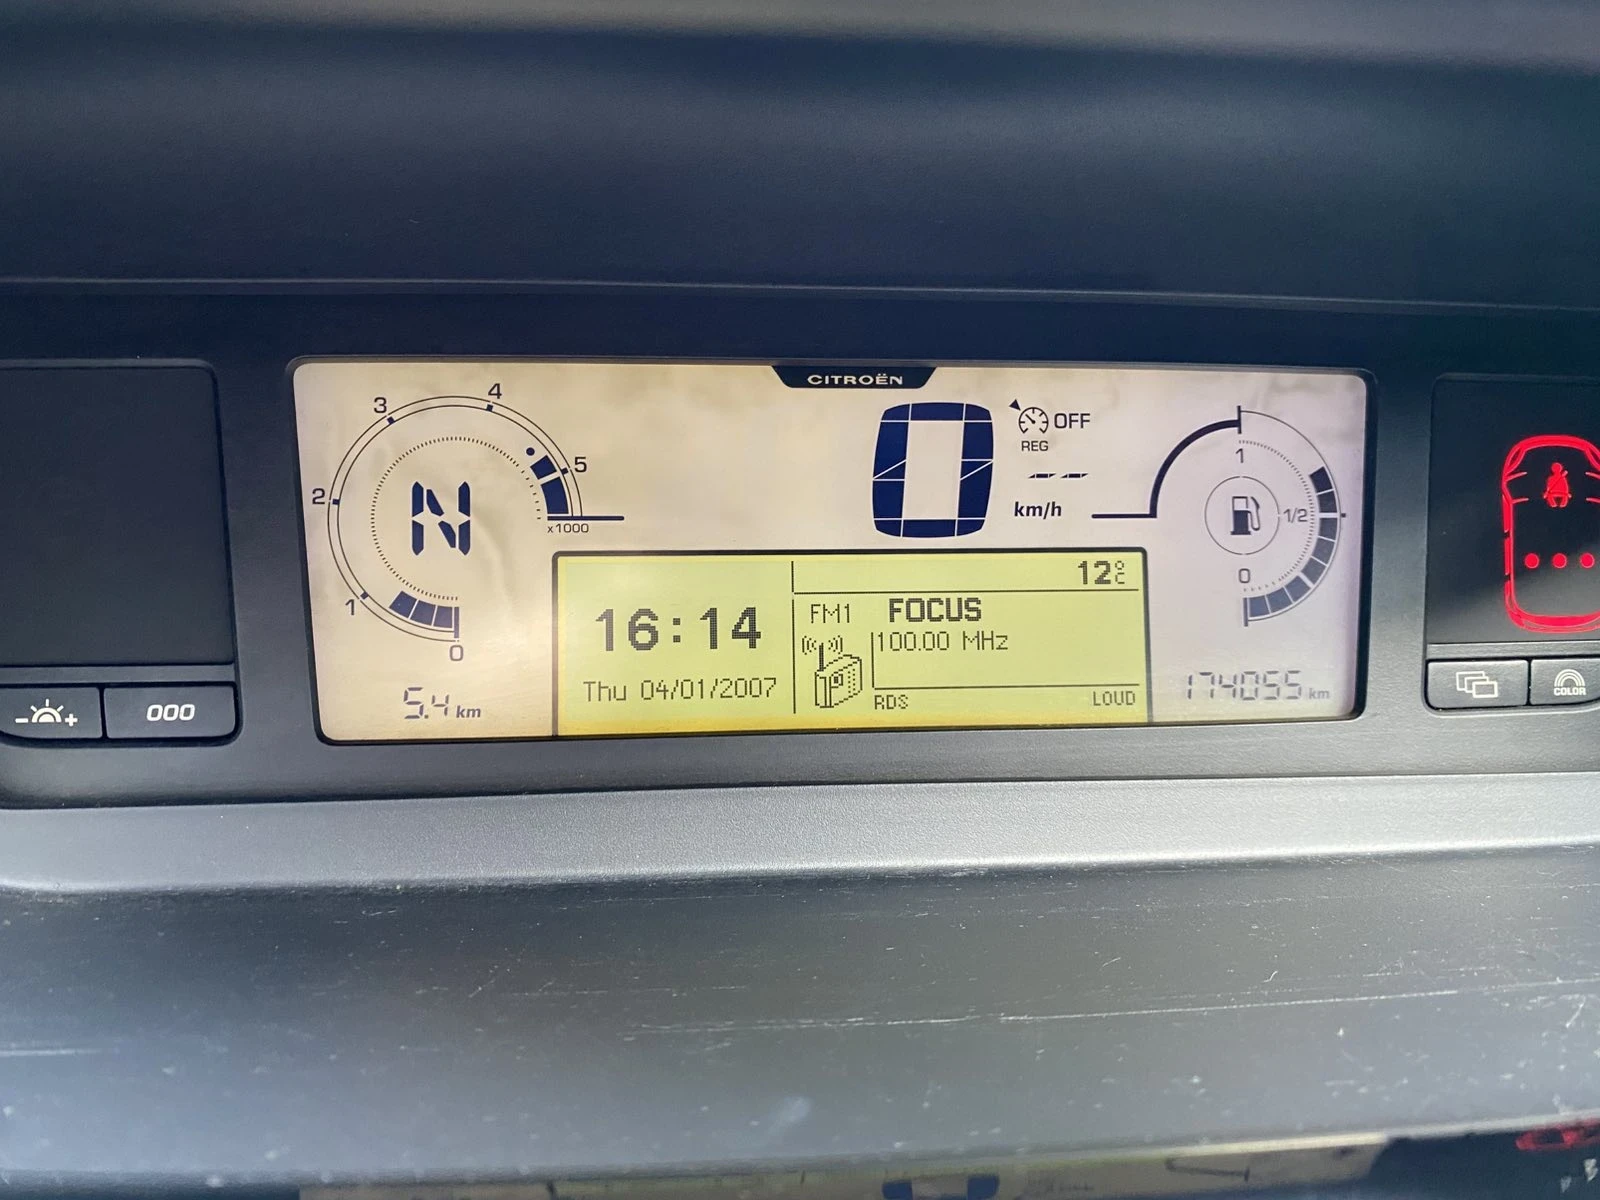 CITROËN
4
3
OFF
REG
5
1
2
N
0
km/h
1/2
x1000
12°C
0
1
FM1 FOCUS
16:14
100.00 MHz
0
Thu 04/01/2007
RDS LOUD
5.4 km
174055 km
- +
000
COLOR